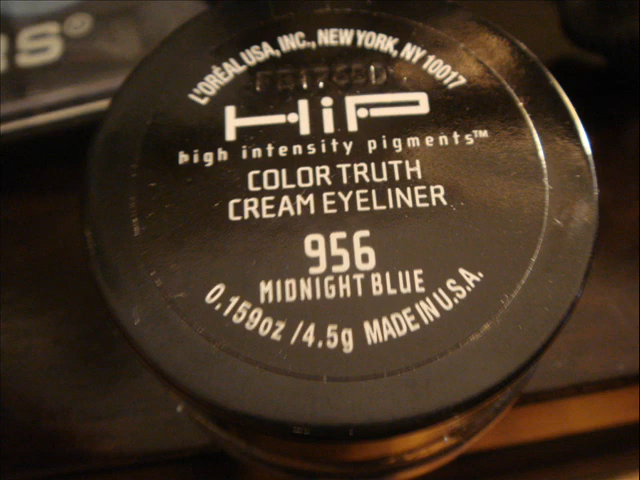 RS®
L'ORÉAL USA, INC., NEW YORK, NY 10017
HiP
high intensity pigments™
COLOR TRUTH
CREAM EYELINER
956
MIDNIGHT BLUE
0.159oz /4.5g MADE IN U.S.A.